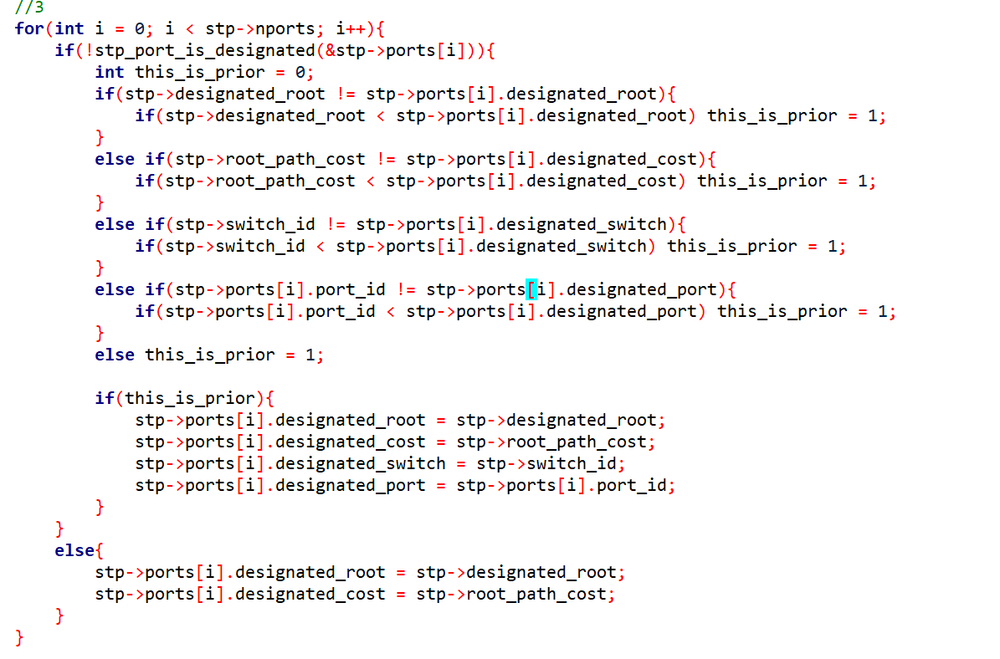 //3
for(int i = 0; i < stp->nports; i++){
    if(!stp_port_is_designated(&stp->ports[i])){
        int this_is_prior = 0;
        if(stp->designated_root != stp->ports[i].designated_root){
            if(stp->designated_root < stp->ports[i].designated_root) this_is_prior = 1;
        }
        else if(stp->root_path_cost != stp->ports[i].designated_cost){
            if(stp->root_path_cost < stp->ports[i].designated_cost) this_is_prior = 1;
        }
        else if(stp->switch_id != stp->ports[i].designated_switch){
            if(stp->switch_id < stp->ports[i].designated_switch) this_is_prior = 1;
        }
        else if(stp->ports[i].port_id != stp->ports[i].designated_port){
            if(stp->ports[i].port_id < stp->ports[i].designated_port) this_is_prior = 1;
        }
        else this_is_prior = 1;

        if(this_is_prior){
            stp->ports[i].designated_root = stp->designated_root;
            stp->ports[i].designated_cost = stp->root_path_cost;
            stp->ports[i].designated_switch = stp->switch_id;
            stp->ports[i].designated_port = stp->ports[i].port_id;
        }
    }
    else{
        stp->ports[i].designated_root = stp->designated_root;
        stp->ports[i].designated_cost = stp->root_path_cost;
    }
}